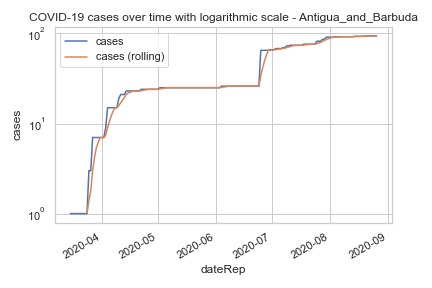 COVID-19 cases over time with logarithmic scale - Antigua_and_Barbuda
cases
cases (rolling)
10²
10¹
10⁰
cases
2020-04
2020-05
2020-06
2020-07
2020-08
2020-09
dateRep